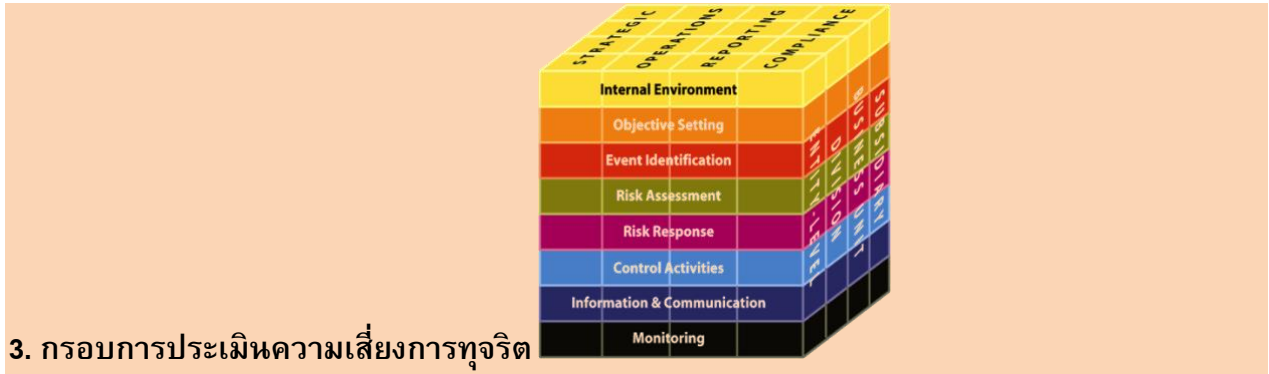 STRATEGIC
OPERATIONS
REPORTING
COMPLIANCE
Internal Environment
Objective Setting
Event Identification
Risk Assessment
Risk Response
Control Activities
Information & Communication
Monitoring
ENTITY-LEVEL
DIVISION
BUSINESS UNIT
SUBSIDIARY
3. กรอบการประเมินความเสี่ยงการทุจริต